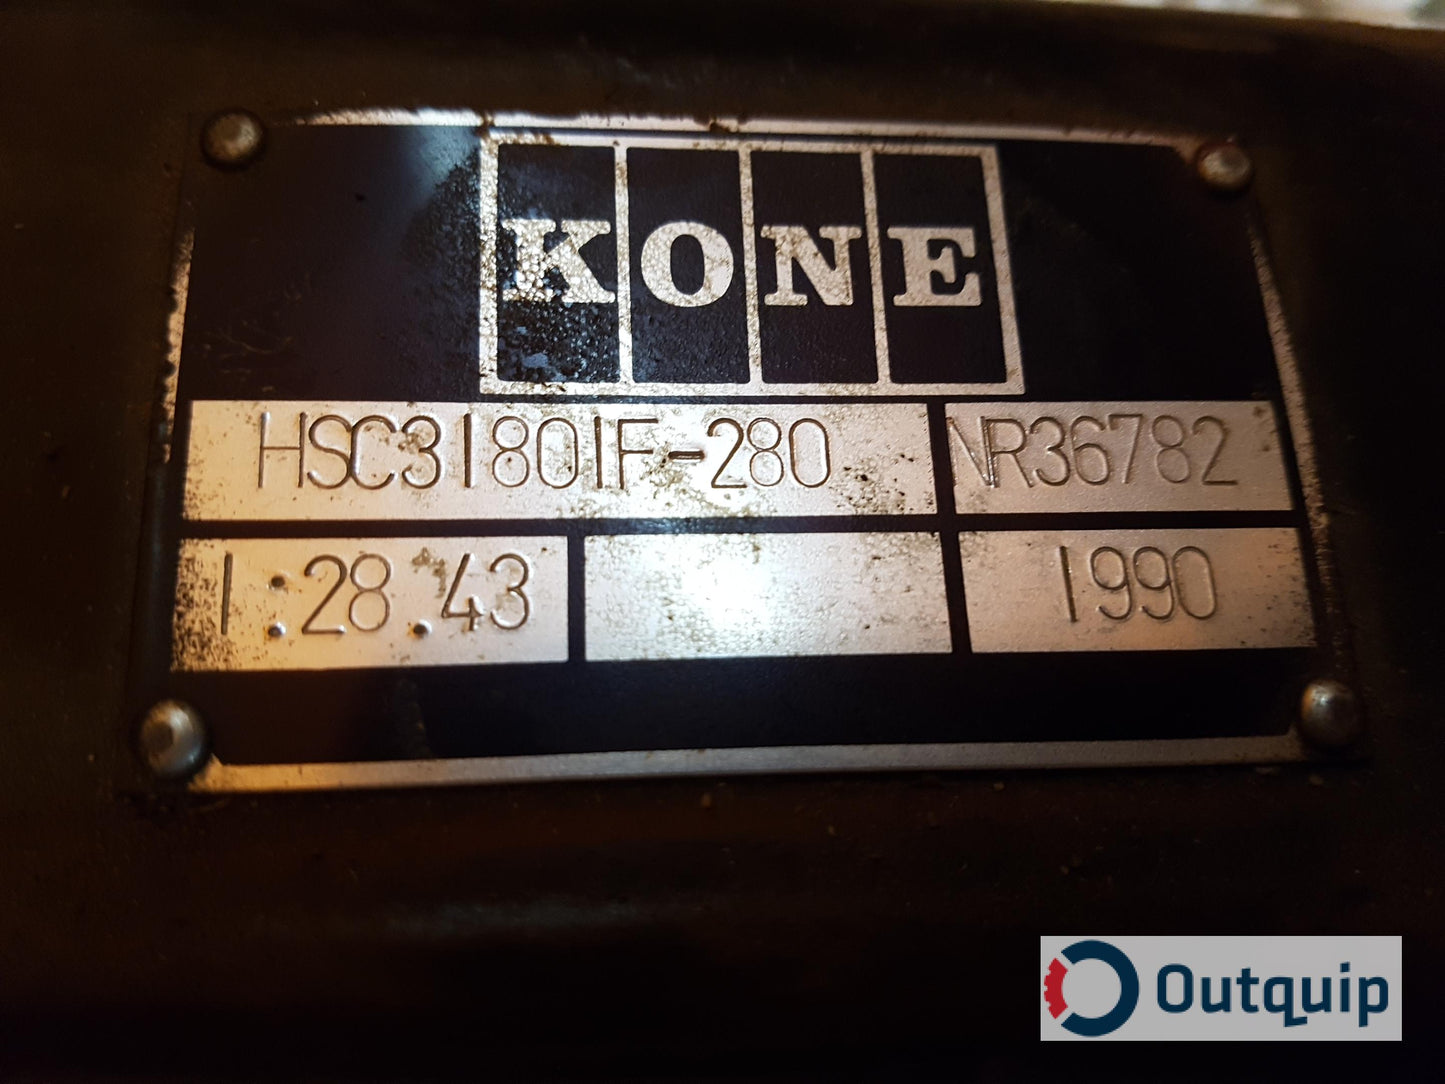 KONE
HSC3180IF-280 NR36782
1:28.43 1990
Outquip